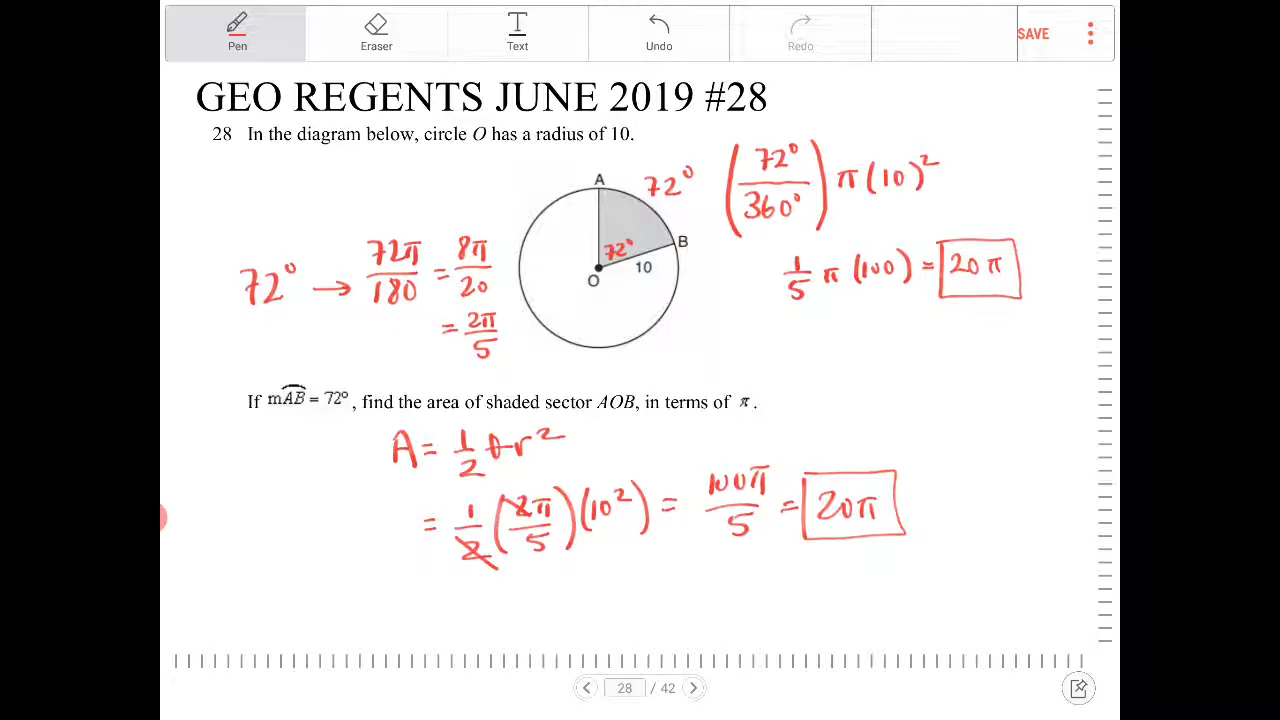 Pen Eraser Text Undo Redo SAVE
GEO REGENTS JUNE 2019 #28
28 In the diagram below, circle O has a radius of 10.
A
72°
B
72°
10
O
(72°/360°) π(10)²
1/5 π(100) = 20π
72° → 72π/180 = 8π/20
= 2π/5
If mAB = 72°, find the area of shaded sector AOB, in terms of π.
A = 1/2 θr²
= 1/2 (2π/5)(10²) = 100π/5 = 20π
28 / 42